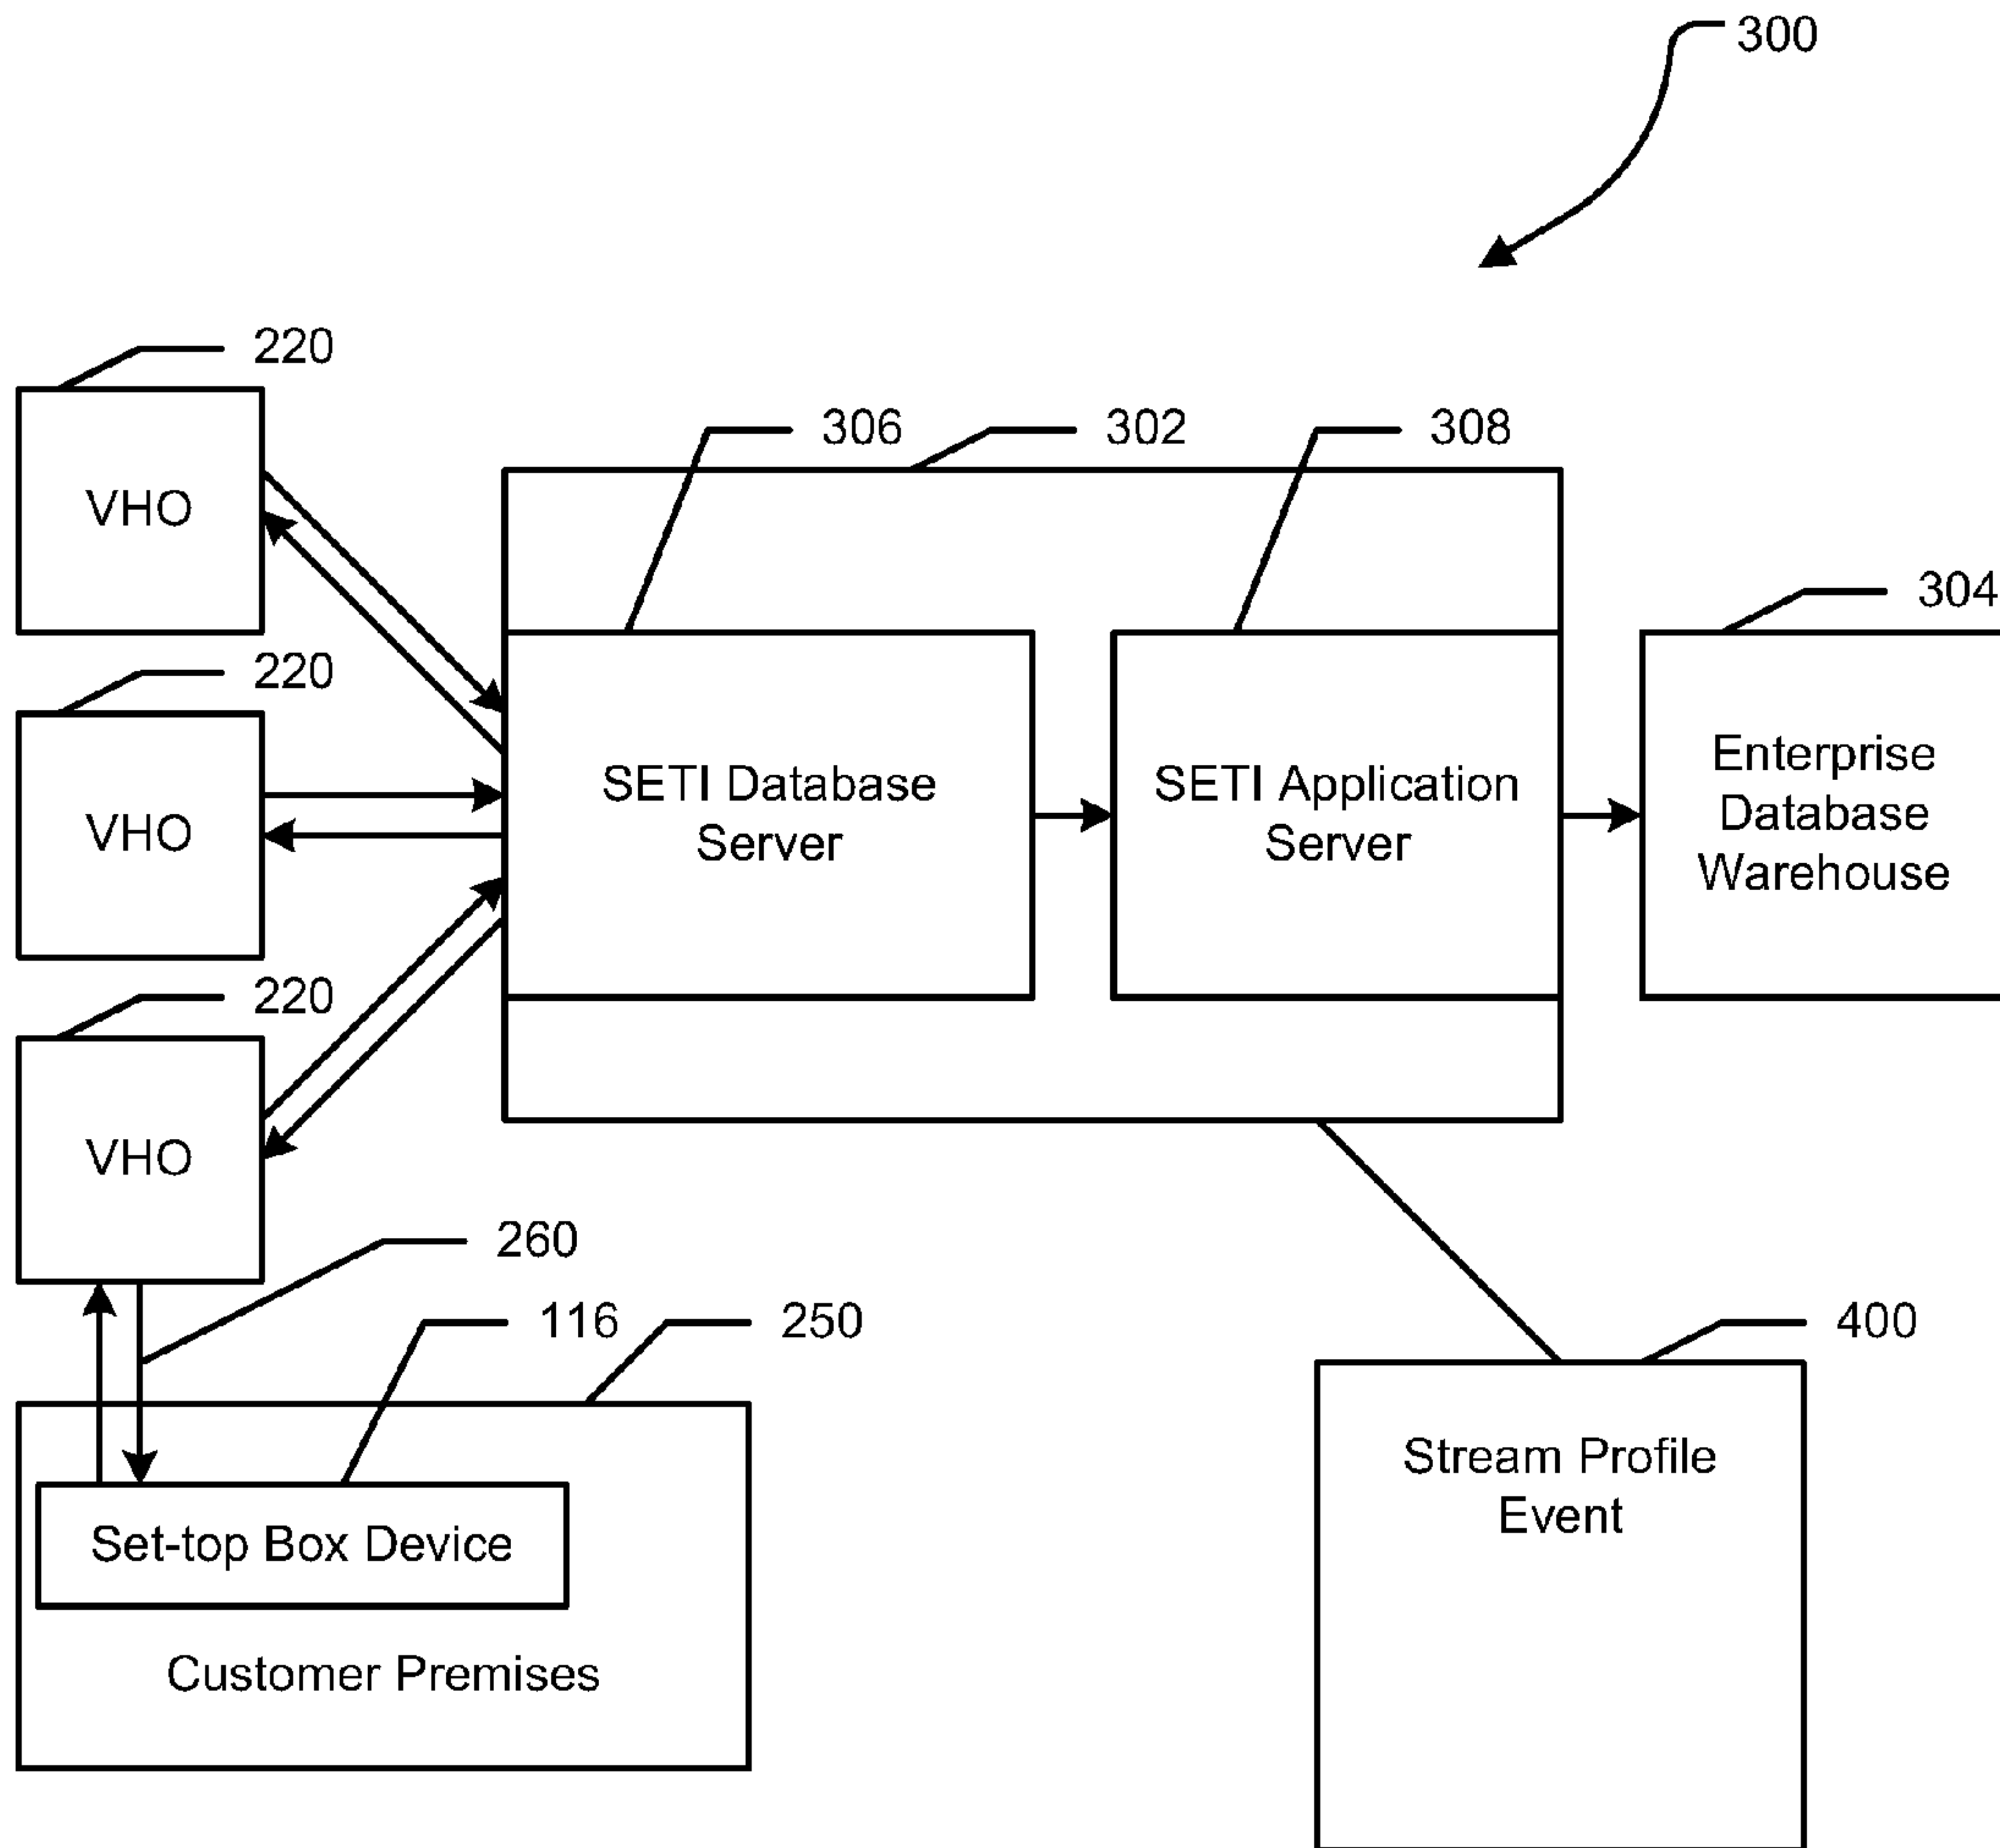 300
220
VHO
306
302
308
304
220
VHO
SETI Database
Server
SETI Application
Server
Enterprise
Database
Warehouse
220
VHO
260
116
250
400
Set-top Box Device
Customer Premises
Stream Profile
Event